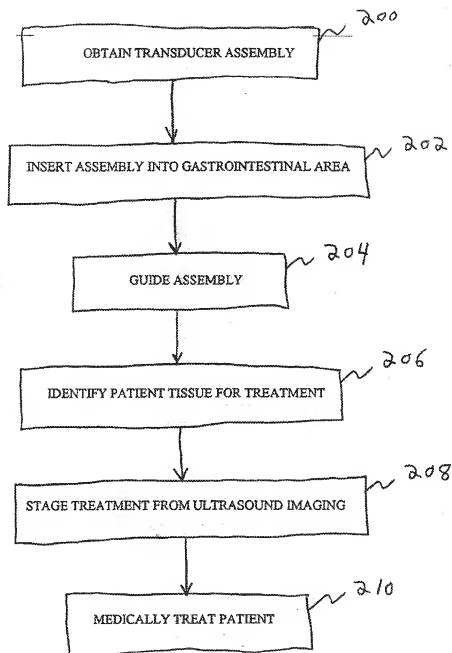 200
OBTAIN TRANSDUCER ASSEMBLY
202
INSERT ASSEMBLY INTO GASTROINTESTINAL AREA
204
GUIDE ASSEMBLY
206
IDENTIFY PATIENT TISSUE FOR TREATMENT
208
STAGE TREATMENT FROM ULTRASOUND IMAGING
210
MEDICALLY TREAT PATIENT